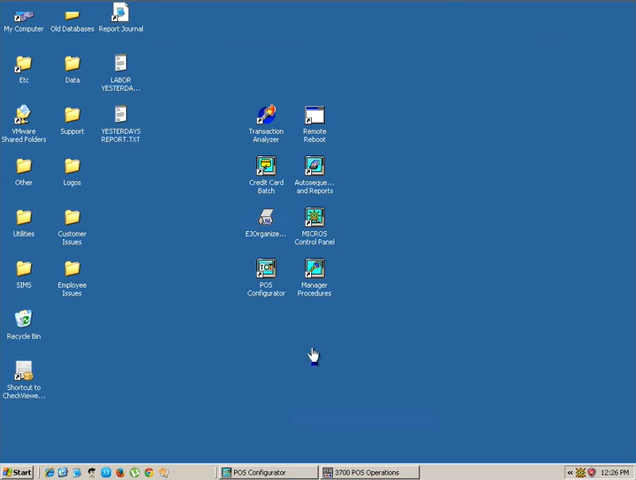 My Computer
Old Databases
Report Journal
Etc
Data
LABOR
YESTERDA...
VMware
Shared Folders
Support
YESTERDAYS
REPORT.TXT
Transaction
Analyzer
Remote
Reboot
Other
Logos
Credit Card
Batch
Autoseque...
and Reports
Utilities
Customer
Issues
EJOrganize...
MICROS
Control Panel
SIMS
Employee
Issues
POS
Configurator
Manager
Procedures
Recycle Bin
Shortcut to
CheckViewe...
Start
POS Configurator
3700 POS Operations
12:26 PM